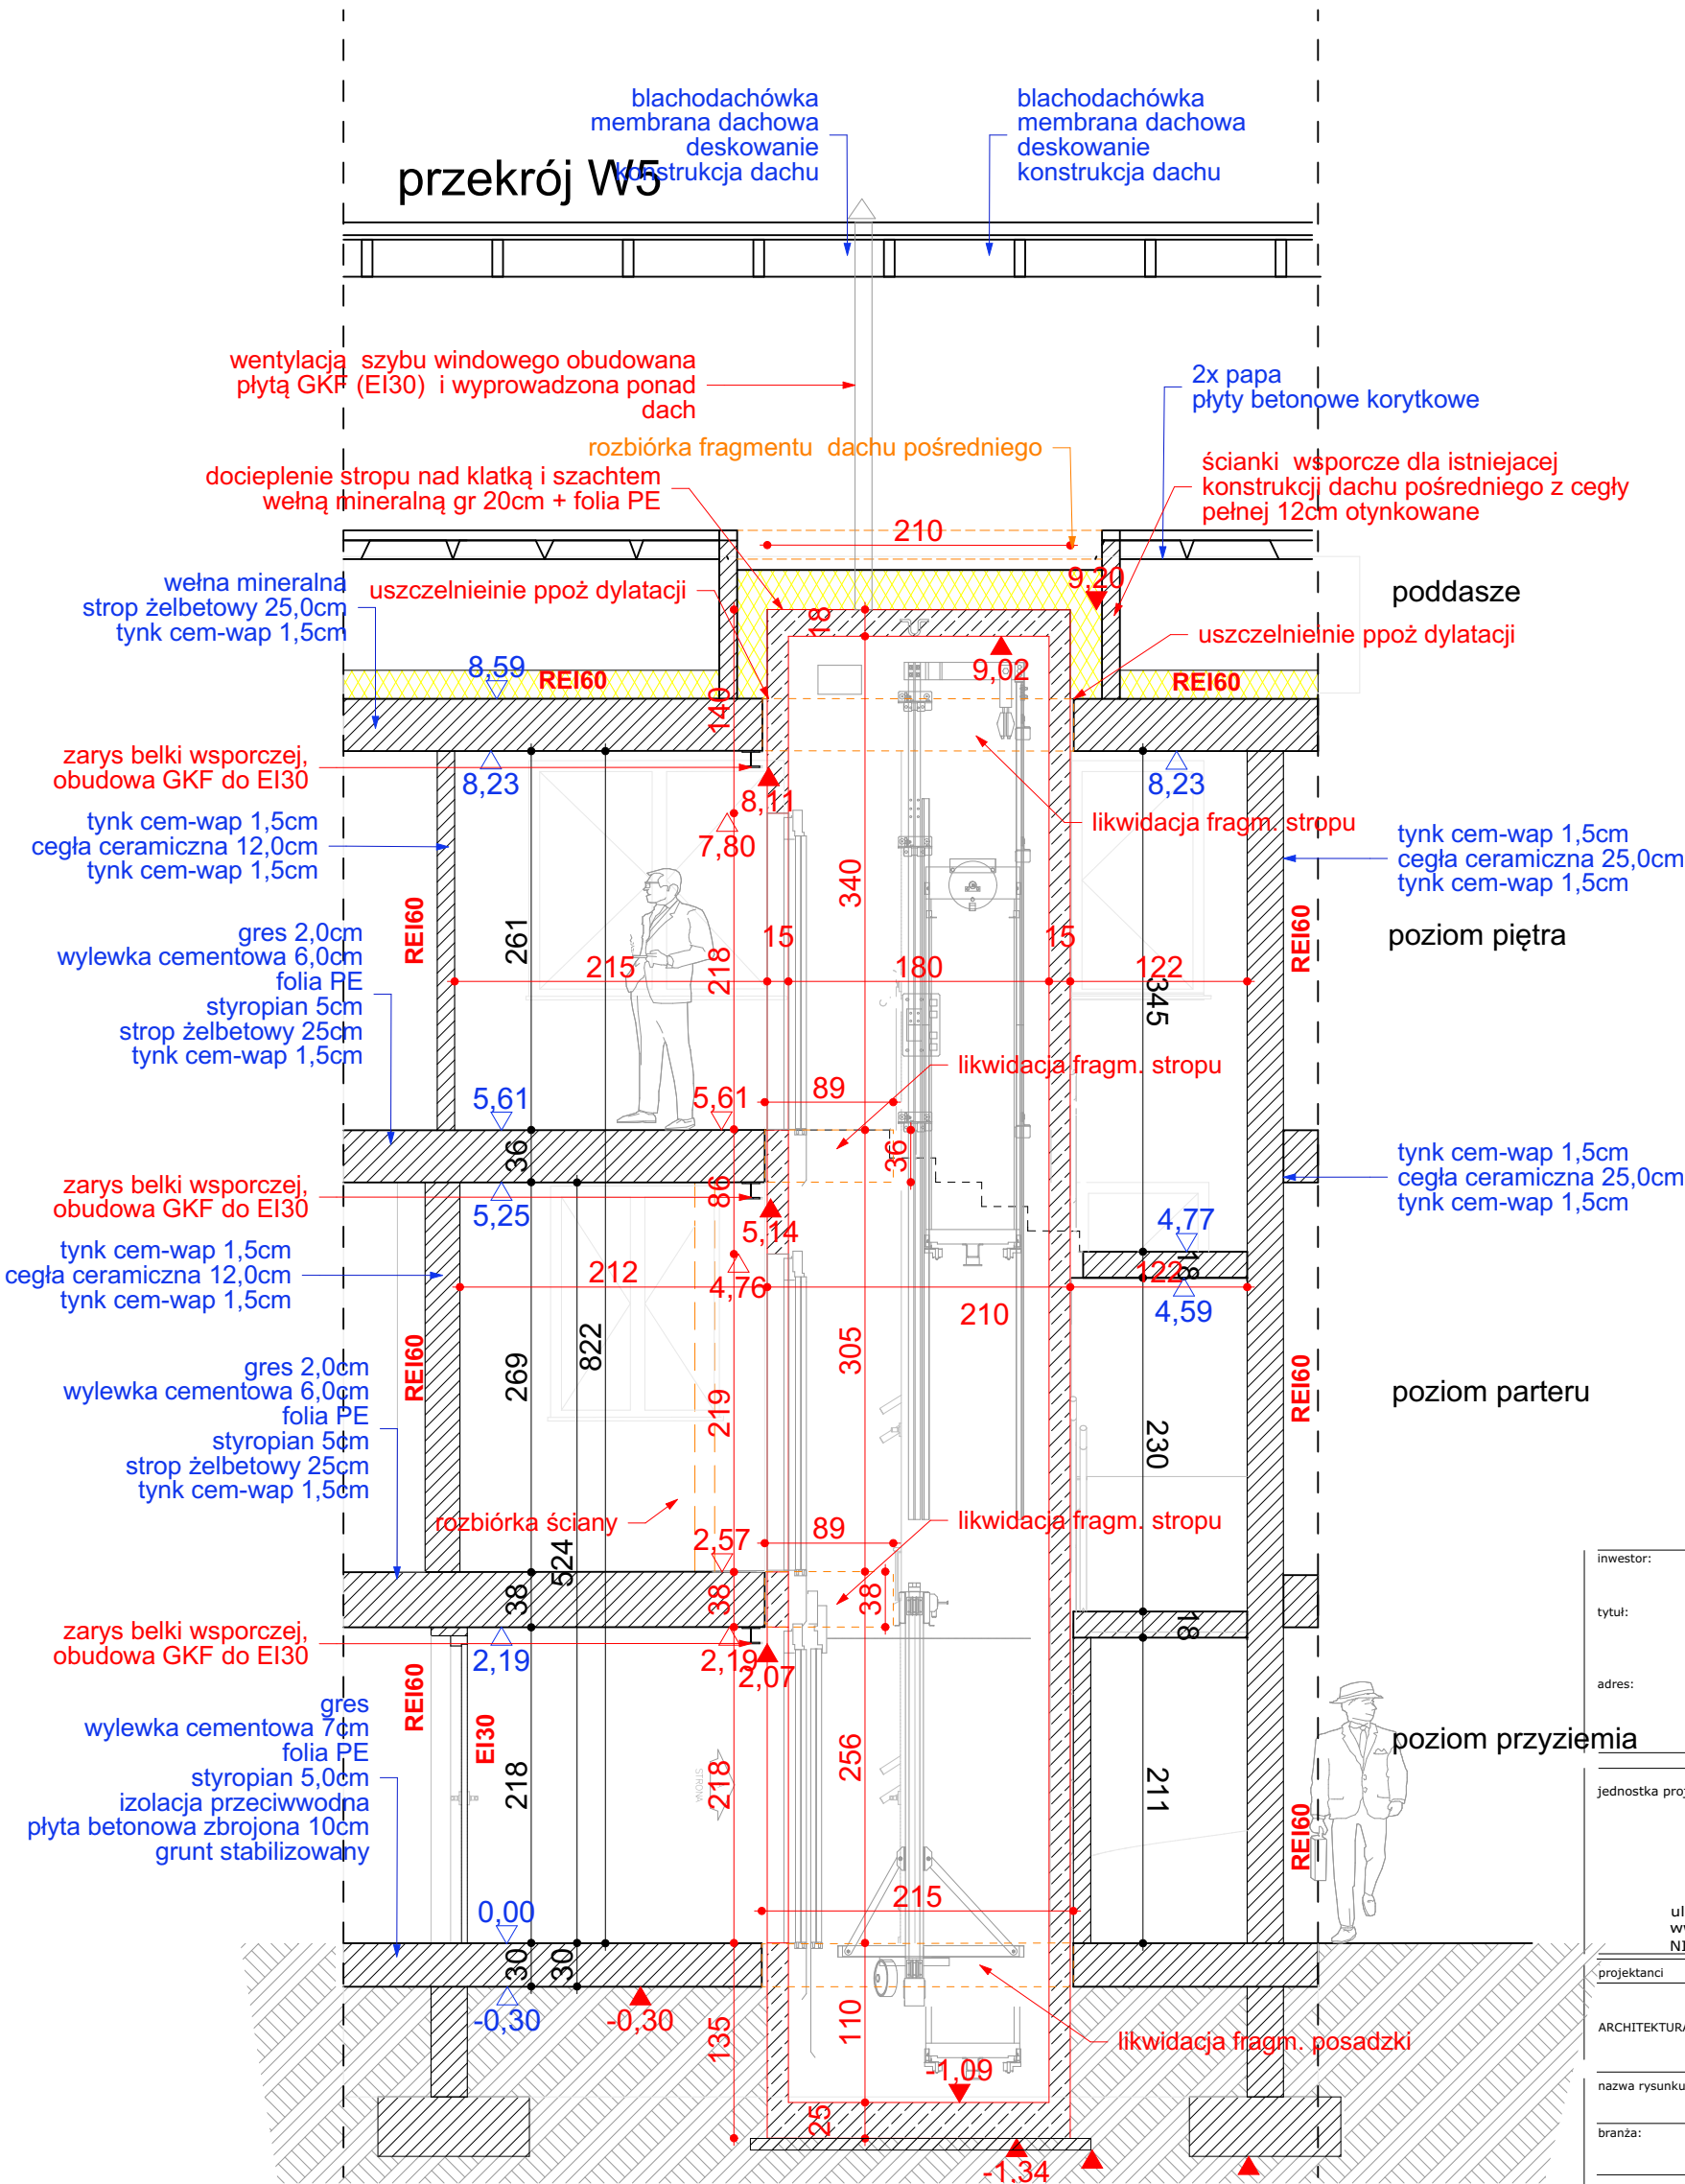 blachodachówka
membrana dachowa
deskowanie
konstrukcja dachu
blachodachówka
membrana dachowa
deskowanie
konstrukcja dachu
przekrój W5
wentylacja szybu windowego obudowana
płytą GKF (EI30) i wyprowadzona ponad
dach
2x papa
płyty betonowe korytkowe
rozbiórka fragmentu dachu pośredniego
docieplenie stropu nad klatką i szachtem
wełną mineralną gr 20cm + folia PE
ścianki wsporcze dla istniejacej
konstrukcji dachu pośredniego z cegły
pełnej 12cm otynkowane
210
wełna mineralna
strop żelbetowy 25,0cm
tynk cem-wap 1,5cm
uszczelnieinie ppoż dylatacji
9,20
poddasze
18
uszczelnieinie ppoż dylatacji
8,59
REI60
9,02
REI60
140
zarys belki wsporczej,
obudowa GKF do EI30
8,23
8,11
8,23
7,80
likwidacja fragm. stropu
tynk cem-wap 1,5cm
cegła ceramiczna 12,0cm
tynk cem-wap 1,5cm
tynk cem-wap 1,5cm
cegła ceramiczna 25,0cm
tynk cem-wap 1,5cm
340
REI60
261
15
15
REI60
poziom piętra
gres 2,0cm
wylewka cementowa 6,0cm
folia PE
styropian 5cm
strop żelbetowy 25cm
tynk cem-wap 1,5cm
215
218
180
122
345
likwidacja fragm. stropu
89
5,61
5,61
36
36
tynk cem-wap 1,5cm
cegła ceramiczna 25,0cm
tynk cem-wap 1,5cm
zarys belki wsporczej,
obudowa GKF do EI30
86
5,25
5,14
4,77
18
tynk cem-wap 1,5cm
cegła ceramiczna 12,0cm
tynk cem-wap 1,5cm
212
4,76
122
210
4,59
822
305
REI60
269
REI60
poziom parteru
gres 2,0cm
wylewka cementowa 6,0cm
folia PE
styropian 5cm
strop żelbetowy 25cm
tynk cem-wap 1,5cm
219
230
rozbiórka ściany
likwidacja fragm. stropu
89
2,57
524
38
38
38
18
zarys belki wsporczej,
obudowa GKF do EI30
2,19
2,19
2,07
REI60
EI30
gres
wylewka cementowa 7cm
folia PE
styropian 5,0cm
izolacja przeciwwodna
płyta betonowa zbrojona 10cm
grunt stabilizowany
218
218
STRONA
256
211
REI60
poziom przyziemia
215
0,00
30
30
-0,30
-0,30
135
110
likwidacja fragm. posadzki
-1,09
25
-1,34
inwestor:
tytuł:
adres:
jednostka proj
ul
w
NI
projektanci
ARCHITEKTURA
nazwa rysunku
branża: